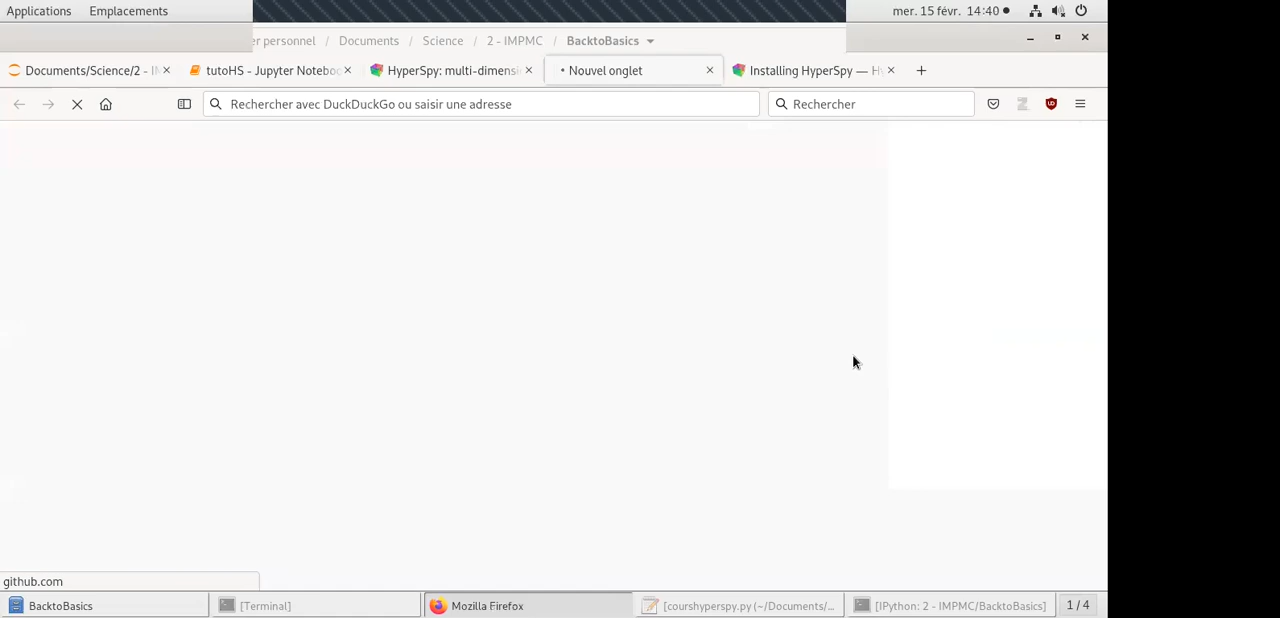 Applications Emplacements mer. 15 févr. 14:40
personnel / Documents / Science / 2 - IMPMC / BacktoBasics
Documents/Science/2 - tutoHS - Jupyter Notebo HyperSpy: multi-dimensi Nouvel onglet Installing HyperSpy —
Rechercher avec DuckDuckGo ou saisir une adresse Rechercher
github.com
BacktoBasics [Terminal] Mozilla Firefox [courshyperspy.py (~/Documents/... [IPython: 2 - IMPMC/BacktoBasics] 1 / 4